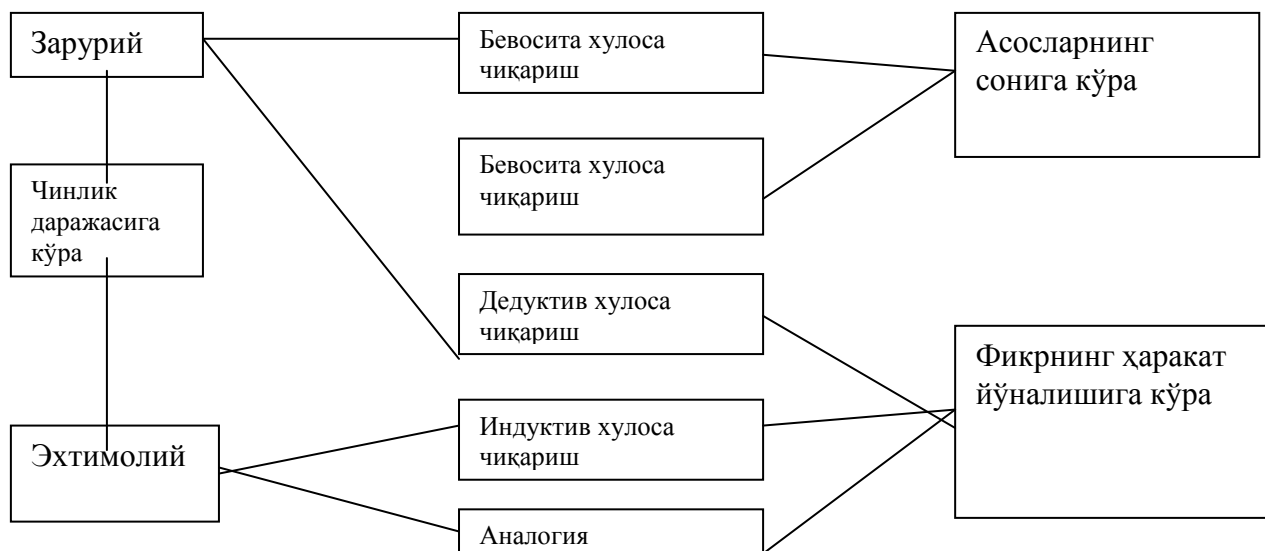 Зарурий
Чинлик
даражасига
кўра
Эхтимолий
Бевосита хулоса
чиқариш
Бевосита хулоса
чиқариш
Дедуктив хулоса
чиқариш
Индуктив хулоса
чиқариш
Аналогия
Асосларнинг
сонига кўра
Фикрнинг ҳаракат
йўналишига кўра